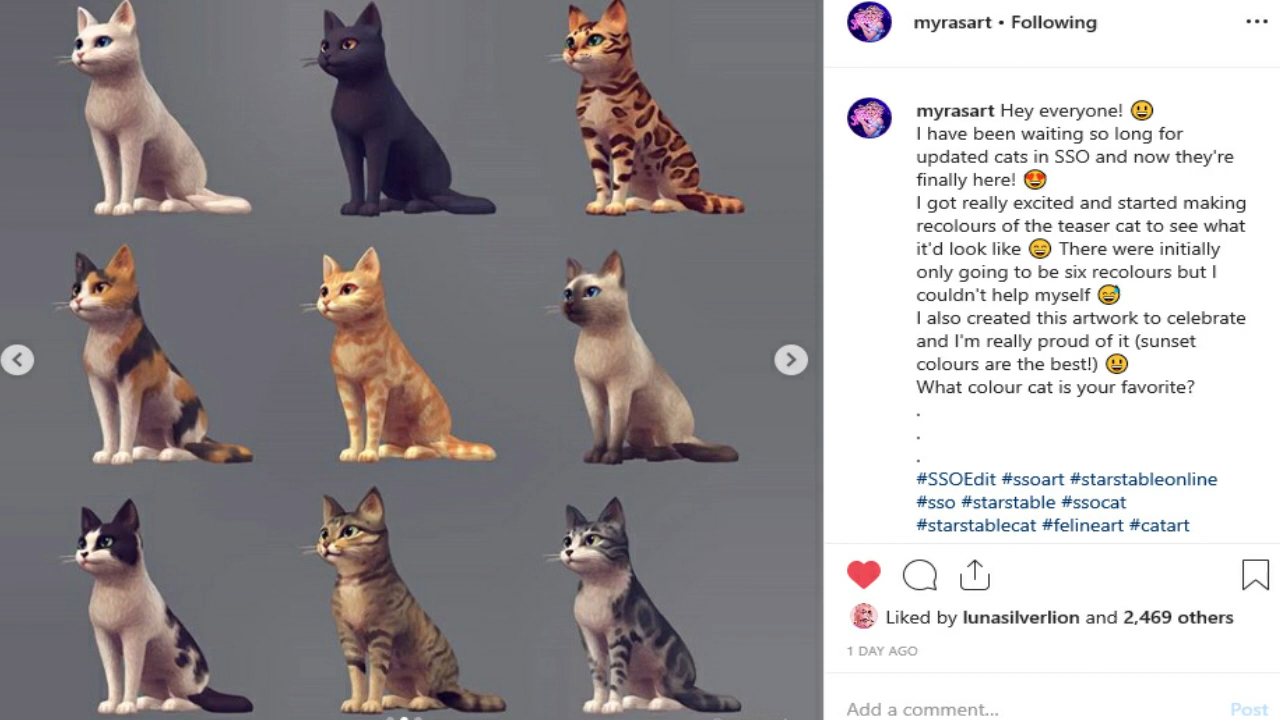 myrasart • Following
myrasart Hey everyone! 😃
I have been waiting so long for
updated cats in SSO and now they're
finally here! 😍
I got really excited and started making
recolours of the teaser cat to see what
it'd look like 😄 There were initially
only going to be six recolours but I
couldn't help myself 😅
I also created this artwork to celebrate
and I'm really proud of it (sunset
colours are the best!) 😃
What colour cat is your favorite?
.
.
.
#SSOEdit #ssoart #starstableonline
#sso #starstable #ssocat
#starstablecat #felineart #catart
Liked by lunasilverlion and 2,469 others
1 DAY AGO
Add a comment... Post